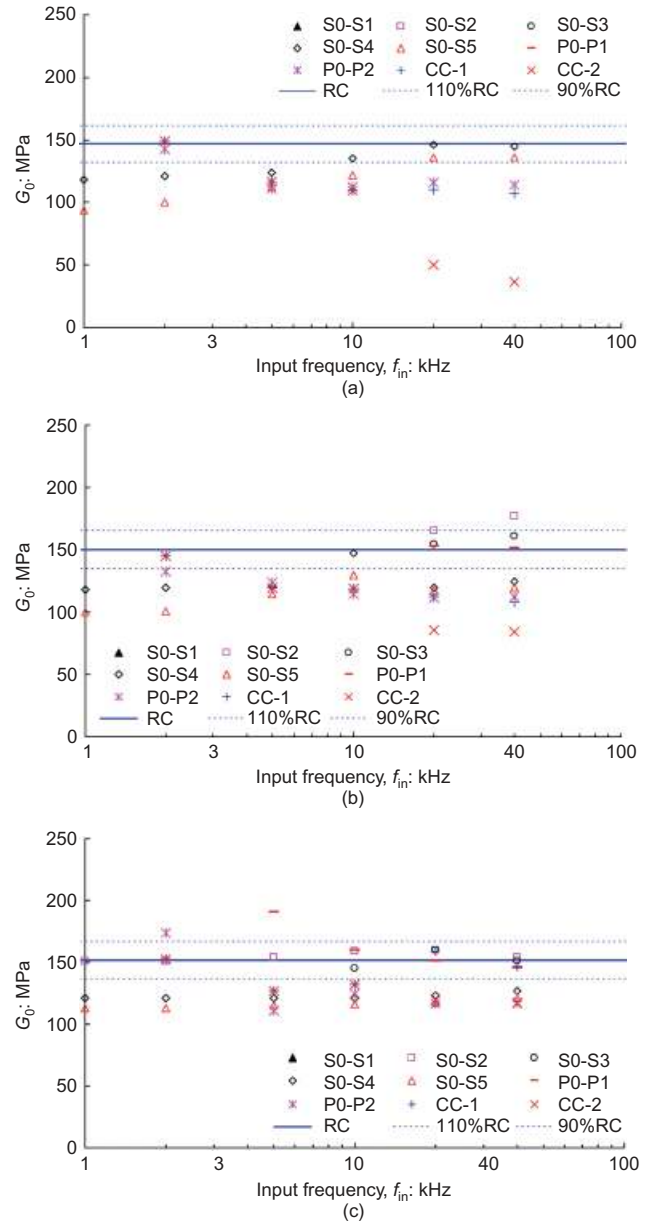 S0-S1 S0-S2 S0-S3
S0-S4 S0-S5 P0-P1
P0-P2 CC-1 CC-2
RC 110%RC 90%RC
250
200
150
100
50
0
G0: MPa
1 3 10 40 100
Input frequency, fin: kHz
(a)
250
200
150
100
50
0
G0: MPa
S0-S1 S0-S2 S0-S3
S0-S4 S0-S5 P0-P1
P0-P2 CC-1 CC-2
RC 110%RC 90%RC
1 3 10 40 100
Input frequency, fin: kHz
(b)
250
200
150
100
50
0
G0: MPa
S0-S1 S0-S2 S0-S3
S0-S4 S0-S5 P0-P1
P0-P2 CC-1 CC-2
RC 110%RC 90%RC
1 3 10 40 100
Input frequency, fin: kHz
(c)